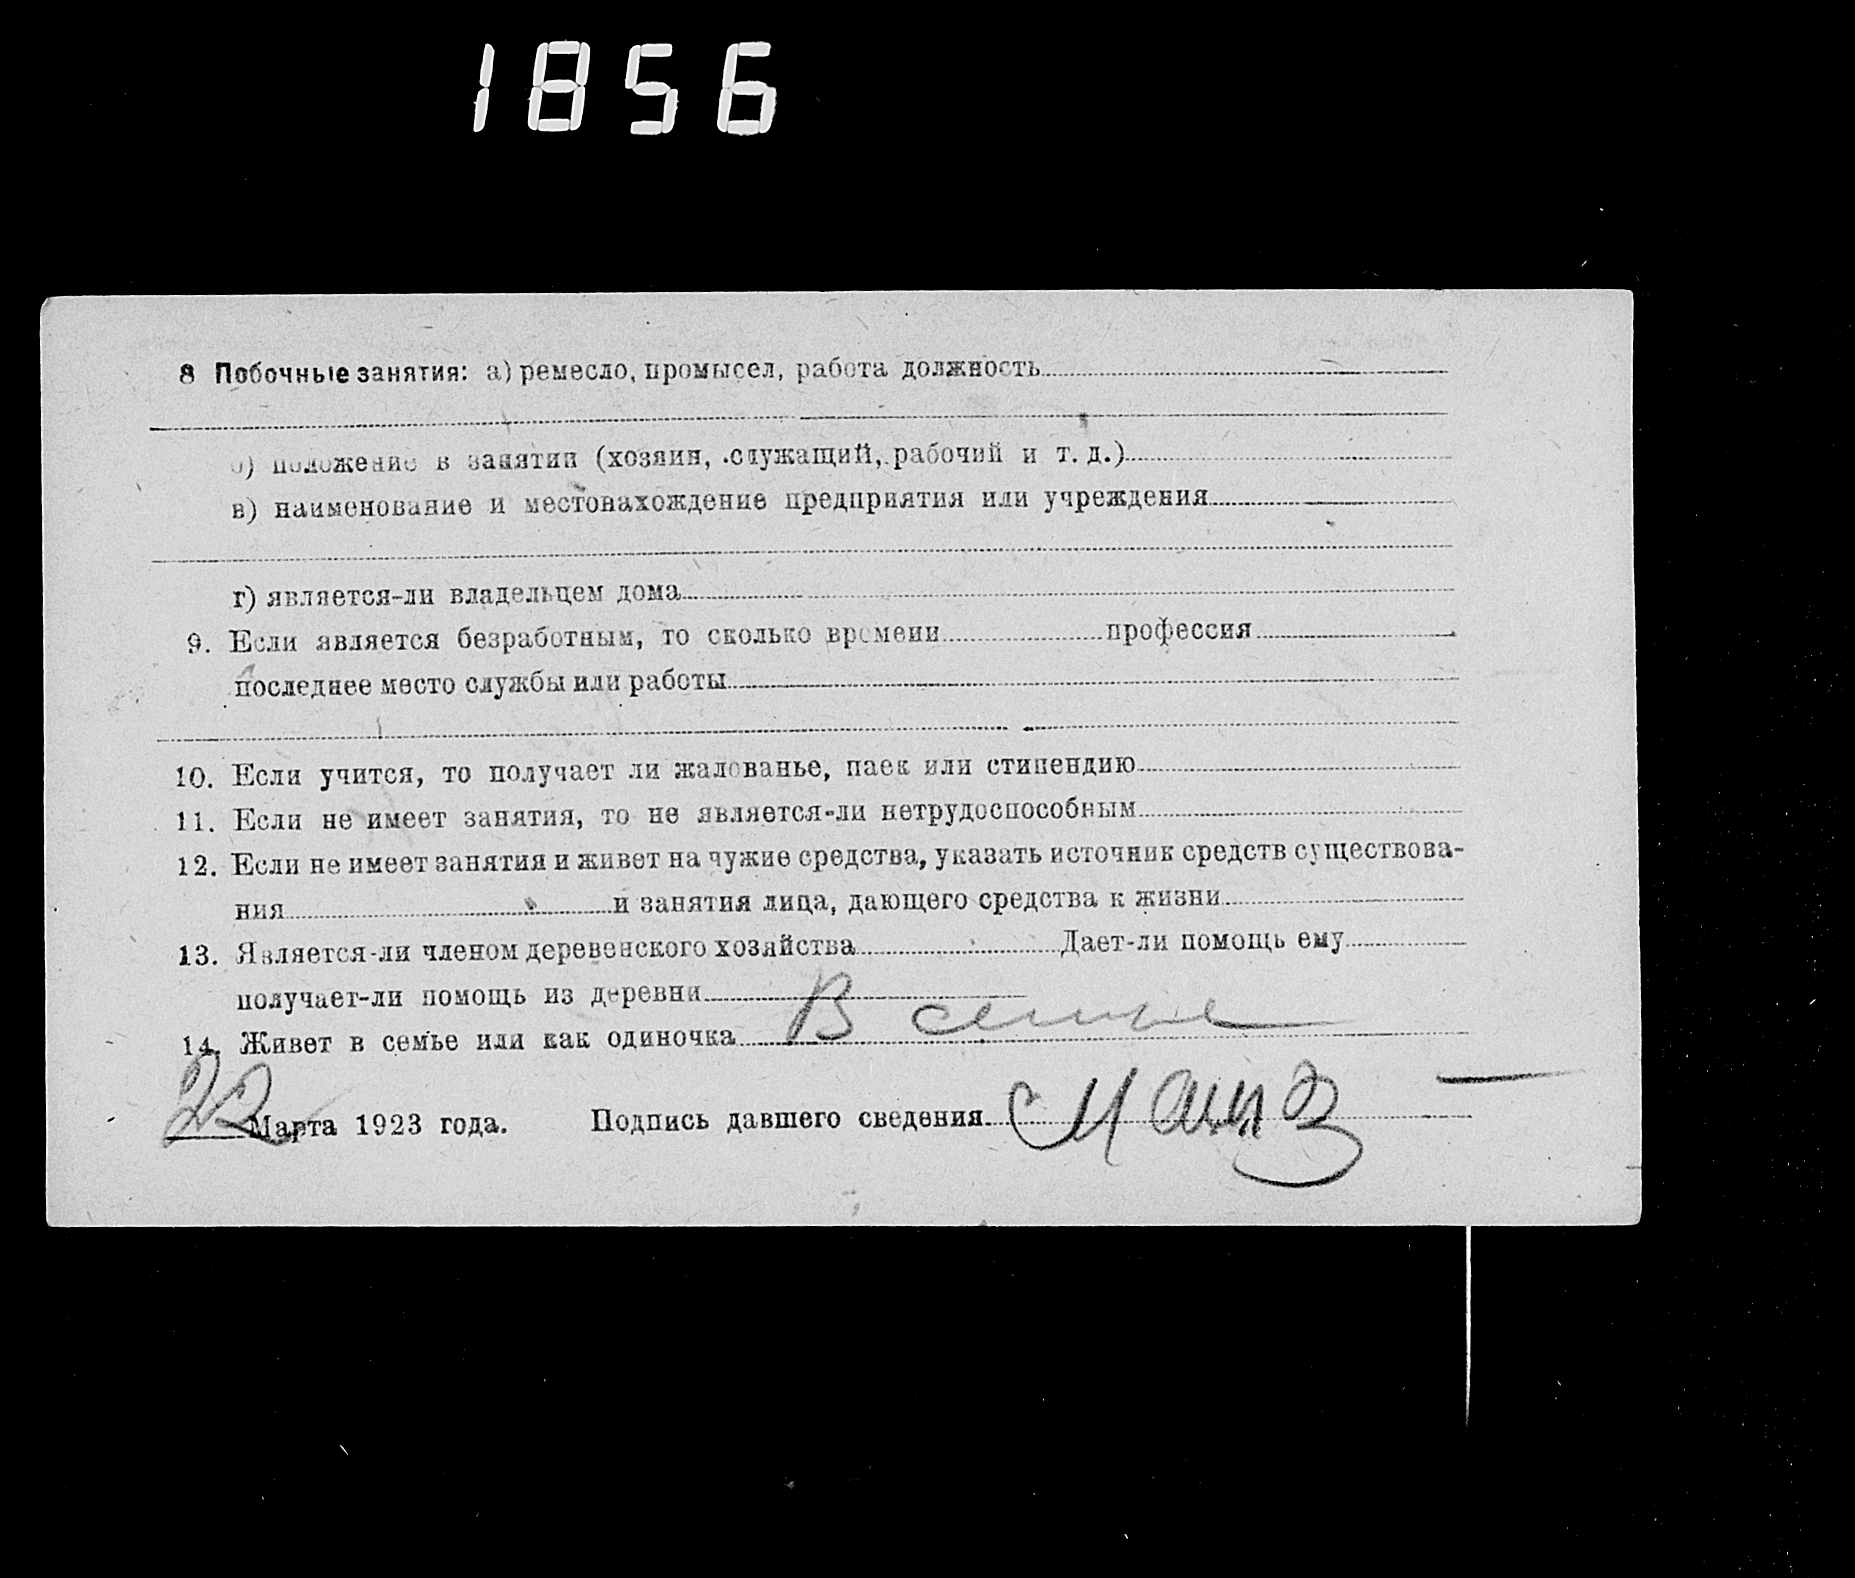 1856
8 Побочные занятия: а) ремесло, промысел, работа должность
б) положение в занятии (хозяин, служащий, рабочий и т. д.)
в) наименование и местонахождение предприятия или учреждения
г) является-ли владельцем дома
9. Если является безработным, то сколько времени профессия
последнее место службы или работы
10. Если учится, то получает ли жалованье, паек или стипендию
11. Если не имеет занятия, то не является-ли нетрудоспособным
12. Если не имеет занятия и живет на чужие средства, указать источник средств существова-
ния и занятия лица, дающего средства к жизни
13. Является-ли членом деревенского хозяйства Дает-ли помощь ему
получает-ли помощь из деревни
14. Живет в семье или как одиночка В семье
22 Марта 1923 года. Подпись давшего сведения